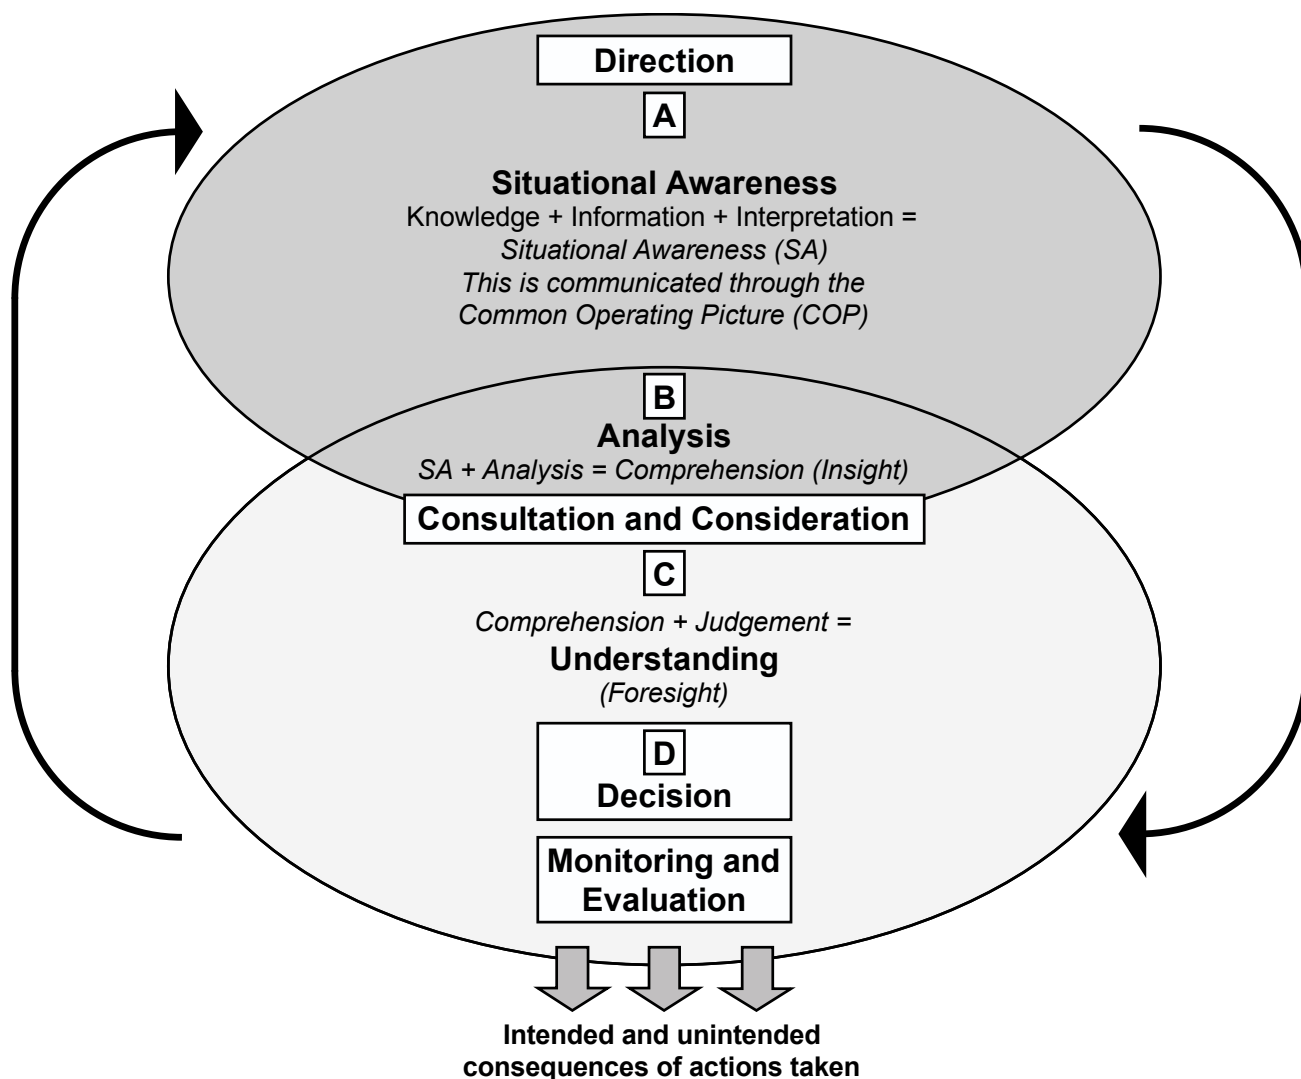 Direction
A
Situational Awareness
Knowledge + Information + Interpretation =
Situational Awareness (SA)
This is communicated through the
Common Operating Picture (COP)
B
Analysis
SA + Analysis = Comprehension (Insight)
Consultation and Consideration
C
Comprehension + Judgement =
Understanding
(Foresight)
D
Decision
Monitoring and
Evaluation
Intended and unintended
consequences of actions taken